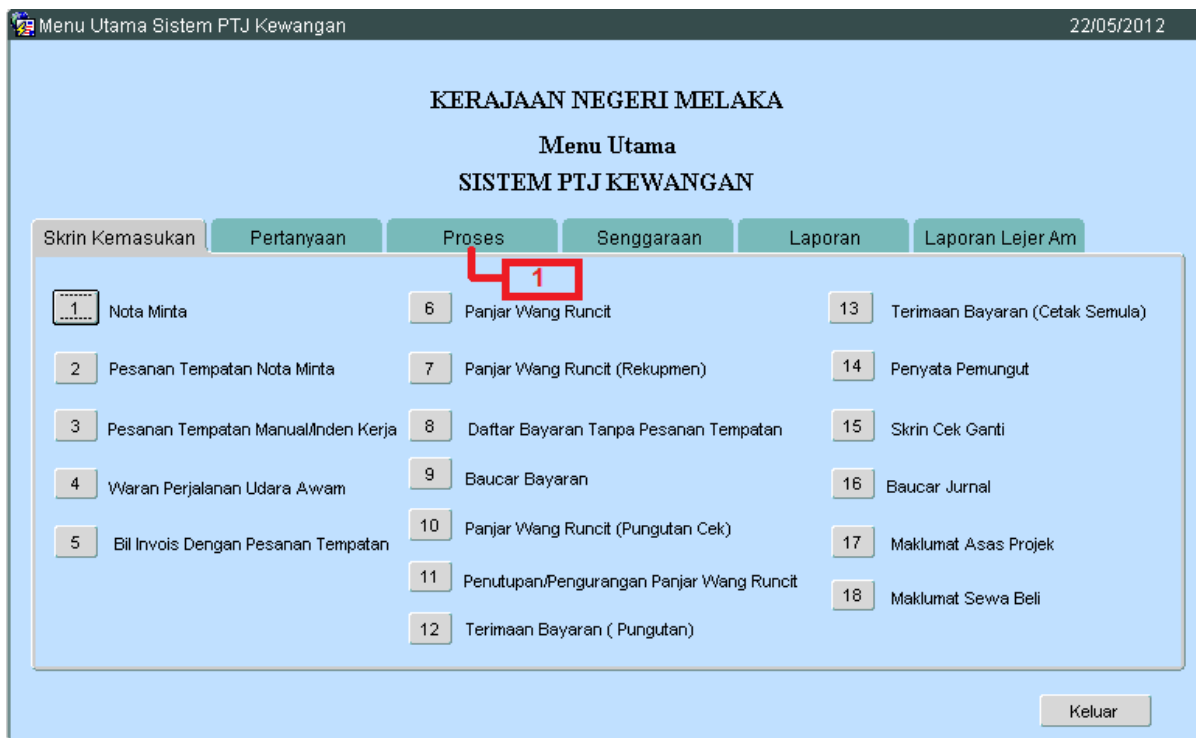 Menu Utama Sistem PTJ Kewangan 22/05/2012
KERAJAAN NEGERI MELAKA
Menu Utama
SISTEM PTJ KEWANGAN
Skrin Kemasukan Pertanyaan Proses Senggaraan Laporan Laporan Lejer Am
1
1 Nota Minta
2 Pesanan Tempatan Nota Minta
3 Pesanan Tempatan Manual/Inden Kerja
4 Waran Perjalanan Udara Awam
5 Bil Invois Dengan Pesanan Tempatan
6 Panjar Wang Runcit
7 Panjar Wang Runcit (Rekupmen)
8 Daftar Bayaran Tanpa Pesanan Tempatan
9 Baucar Bayaran
10 Panjar Wang Runcit (Pungutan Cek)
11 Penutupan/Pengurangan Panjar Wang Runcit
12 Terimaan Bayaran ( Pungutan)
13 Terimaan Bayaran (Cetak Semula)
14 Penyata Pemungut
15 Skrin Cek Ganti
16 Baucar Jurnal
17 Maklumat Asas Projek
18 Maklumat Sewa Beli
Keluar